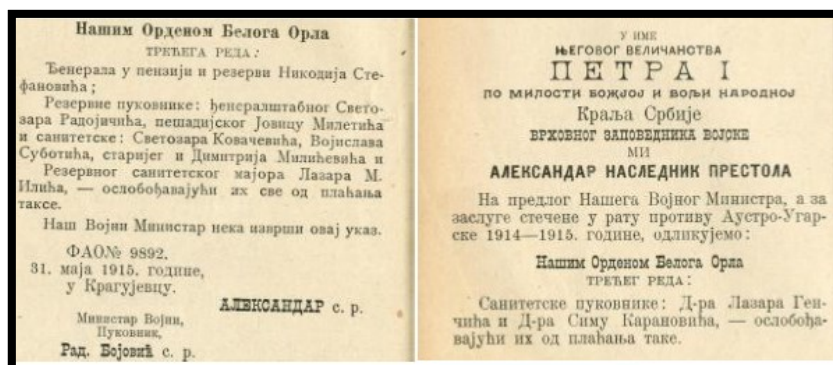 Нашим Орденом Белога Орла
ТРЕЋЕГА РЕДА:
Ђенерала у пензији и резерви Никодија Сте-
фановића;
Резервне пуковнике: ђенсралштабног Свето-
зара Радојичића, пешадијског Јовицу Милетића
и санитетске: Светозара Ковачевића, Војислава
Суботића, старијег и Димитрија Милићевића и
Резервног санитетског мајора Лазара М.
Илића, — ослобођавајући их све од плаћања
таксе.
Наш Војни Министар нека изврши овај указ.
ФАО№ 9892.
31. маја 1915. године,
у Крагујевцу.
АЛЕКСАНДАР с. р.
Министар Војни,
Пуковник,
Рад. Бојовић с. р.
У ИМЕ
ЊЕГОВОГ ВЕЛИЧАНСТВА
ПЕТРА I
ПО МИЛОСТИ БОЖЈОЈ И ВОЉИ НАРОДНОЈ
Краља Србије
ВРХОВНОГ ЗАПОВЕДНИКА ВОЈСКЕ
МИ
АЛЕКСАНДАР НАСЛЕДНИК ПРЕСТОЛА
На предлог Нашега Војног Министра, а за
заслуге стечене у рату противу Аустро-Угар-
ске 1914—1915. године, одликујемо:
Нашим Орденом Белога Орла
ТРЕЋЕГ РЕДА:
Санитетске пуковнике: Д-ра Лазара Ген-
чића и Д-ра Симу Карановића, — ослобођа-
вајући их од плаћања таке.